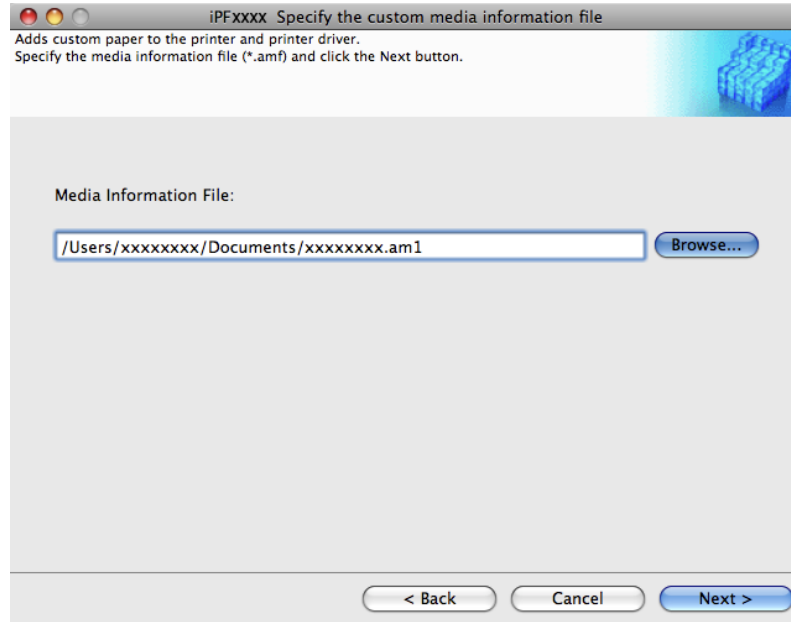 iPFxxxx Specify the custom media information file
Adds custom paper to the printer and printer driver.
Specify the media information file (*.amf) and click the Next button.
Media Information File:
/Users/xxxxxxxx/Documents/xxxxxxxx.am1
Browse...
< Back
Cancel
Next >